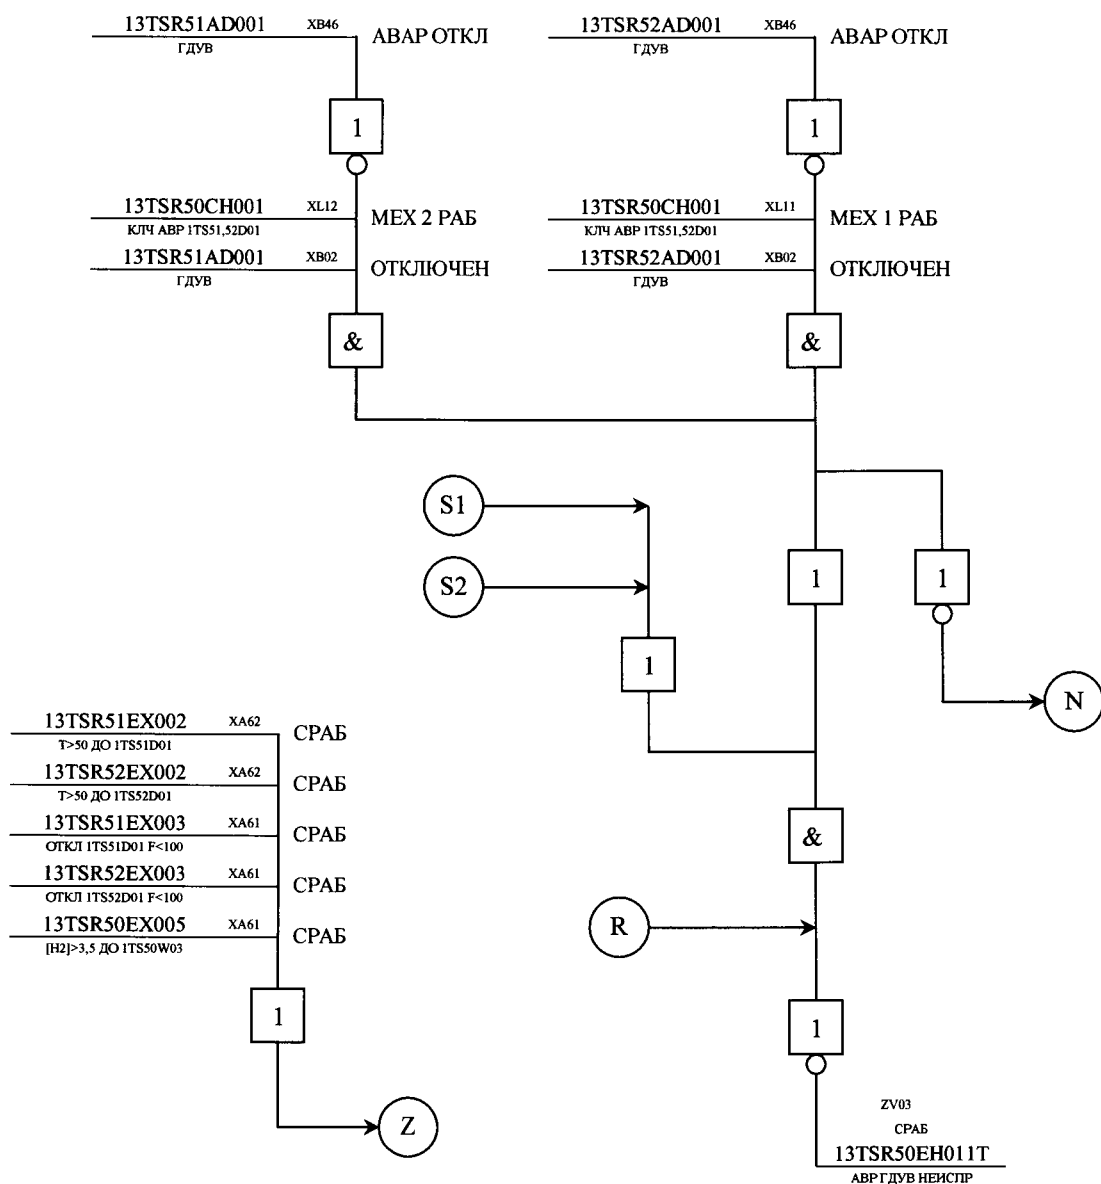 13TSR51AD001 XB46 АВАР ОТКЛ
ГДУВ
13TSR52AD001 XB46 АВАР ОТКЛ
ГДУВ
1
1
13TSR50CH001 XL12 МЕХ 2 РАБ
КЛЧ АВР 1TS51,52D01
13TSR50CH001 XL11 МЕХ 1 РАБ
КЛЧ АВР 1TS51,52D01
13TSR51AD001 XB02 ОТКЛЮЧЕН
ГДУВ
13TSR52AD001 XB02 ОТКЛЮЧЕН
ГДУВ
&
&
S1
S2
1
1
1
N
13TSR51EX002 XA62 СРАБ
T>50 ДО 1TS51D01
13TSR52EX002 XA62 СРАБ
T>50 ДО 1TS52D01
13TSR51EX003 XA61 СРАБ
ОТКЛ 1TS51D01 F<100
13TSR52EX003 XA61 СРАБ
ОТКЛ 1TS52D01 F<100
13TSR50EX005 XA61 СРАБ
[H2]>3,5 ДО 1TS50W03
&
R
1
1
Z
ZV03
СРАБ
13TSR50EH011T
АВР ГДУВ НЕИСПР